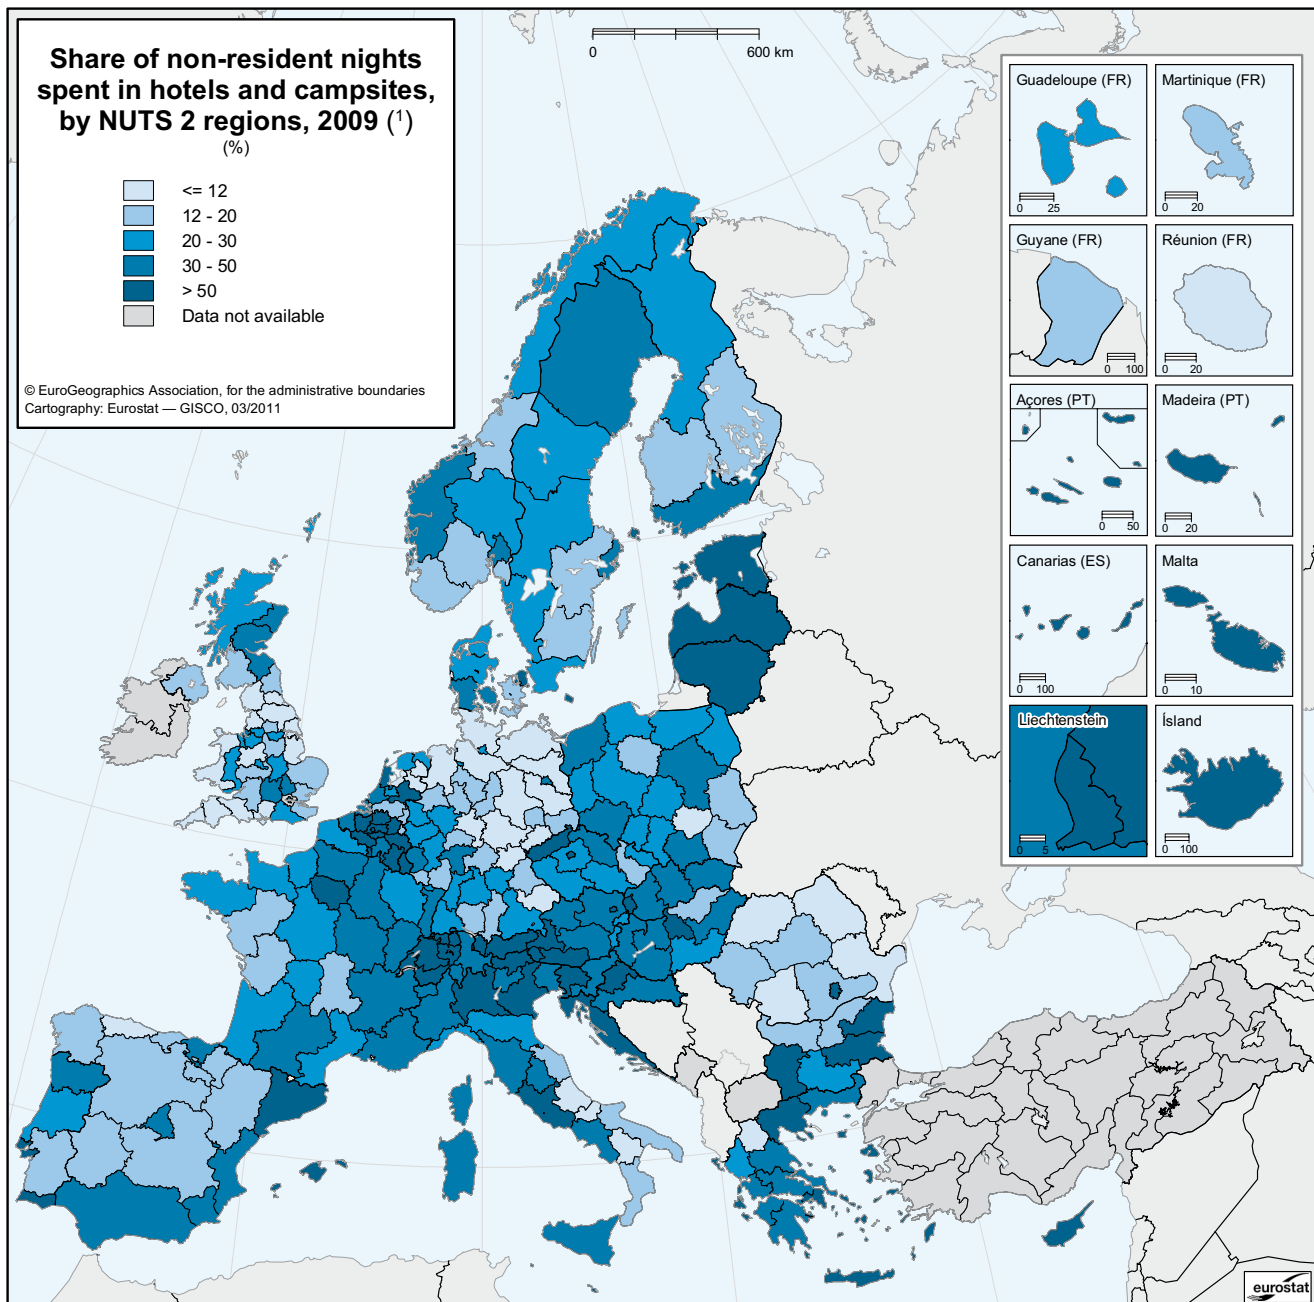 Share of non-resident nights
spent in hotels and campsites,
by NUTS 2 regions, 2009 (¹)
(%)
<= 12
12 - 20
20 - 30
30 - 50
> 50
Data not available
© EuroGeographics Association, for the administrative boundaries
Cartography: Eurostat — GISCO, 03/2011
0 600 km
Guadeloupe (FR)
0 25
Martinique (FR)
0 20
Guyane (FR)
0 100
Réunion (FR)
0 20
Açores (PT)
0 50
Madeira (PT)
0 20
Canarias (ES)
0 100
Malta
0 10
Liechtenstein
0 5
Ísland
0 100
eurostat